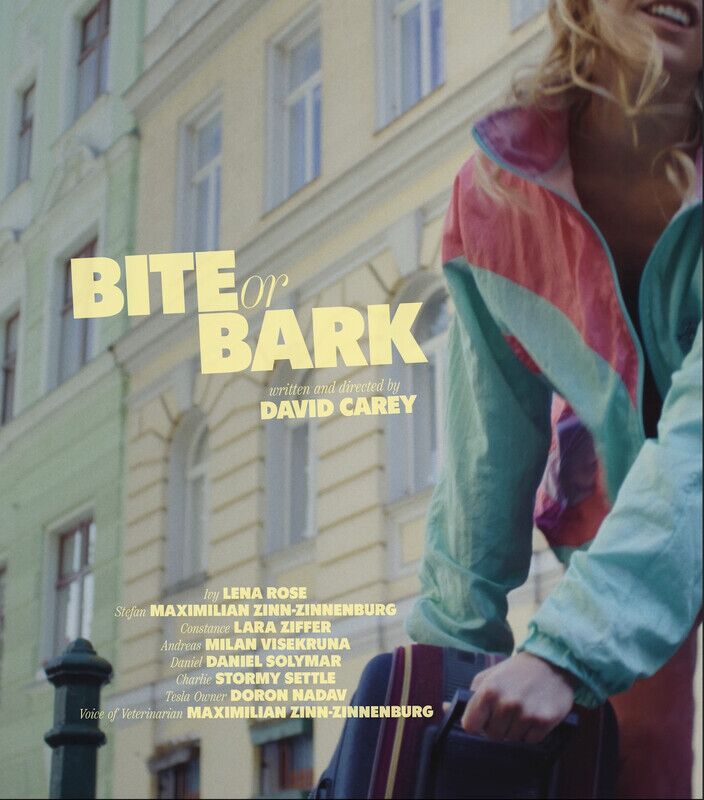 BITE or
BARK
written and directed by
DAVID CAREY
Ivy LENA ROSE
Stefan MAXIMILIAN ZINN-ZINNENBURG
Constance LARA ZIFFER
Andreas MILAN VISEKRUNA
Daniel DANIEL SOLYMAR
Charlie STORMY SETTLE
Tesla Owner DORON NADAV
Voice of Veterinarian MAXIMILIAN ZINN-ZINNENBURG